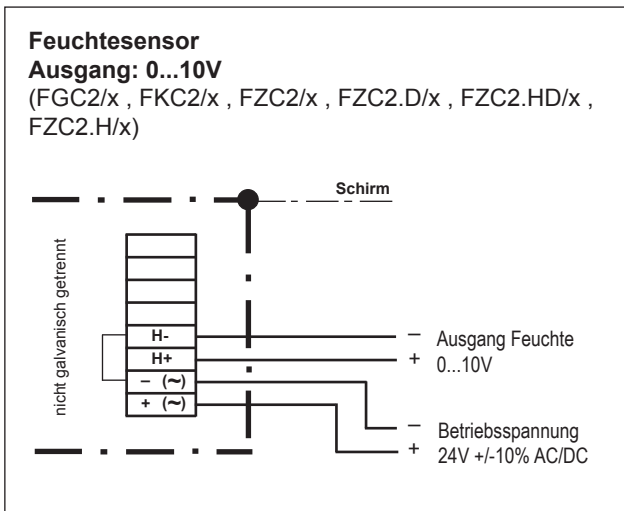 Feuchtesensor
Ausgang: 0...10V
(FGC2/x , FKC2/x , FZC2/x , FZC2.D/x , FZC2.HD/x ,
FZC2.H/x)
Schirm
nicht galvanisch getrennt
H-
H+
– (~)
+ (~)
– Ausgang Feuchte
+ 0...10V
– Betriebsspannung
+ 24V +/-10% AC/DC